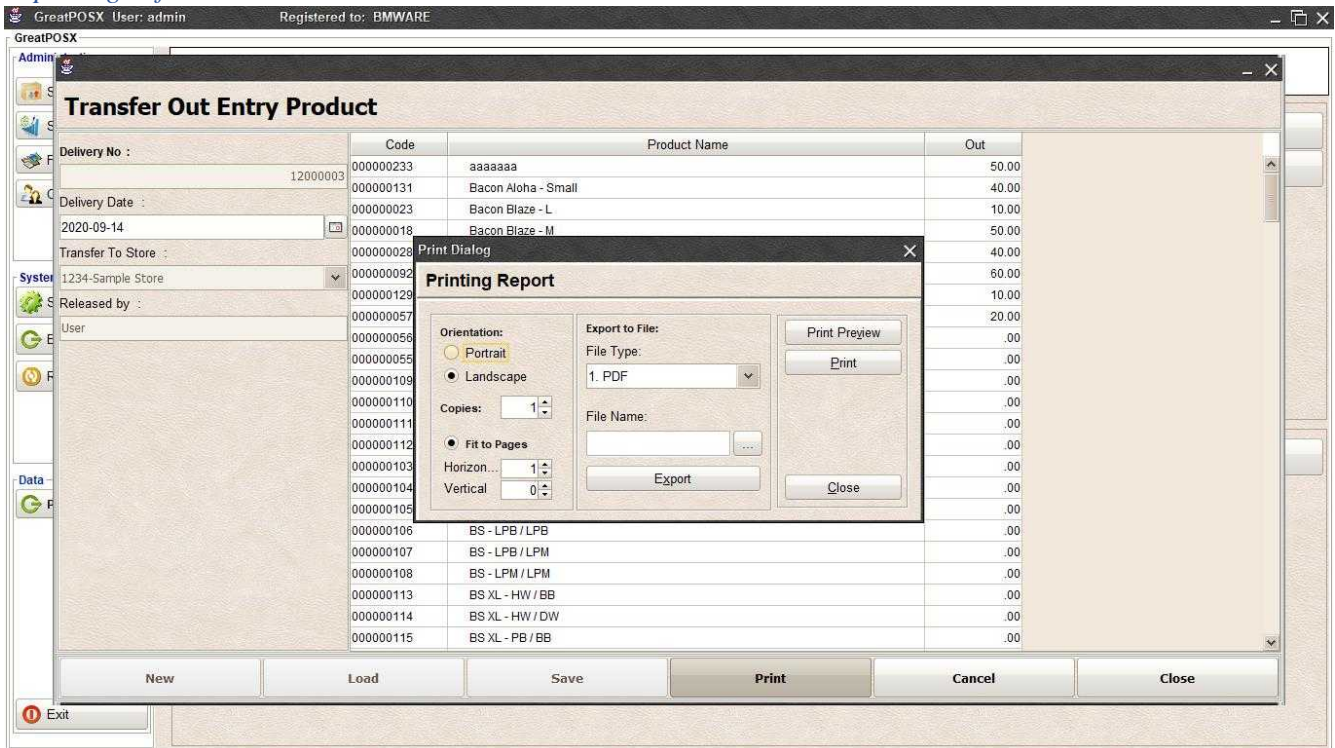 GreatPOSX User: admin Registered to: BMWARE
GreatPOSX
Admin
Transfer Out Entry Product
Delivery No :
12000003
Delivery Date :
2020-09-14
Transfer To Store :
1234-Sample Store
Released by :
User
Code Product Name Out
000000233 aaaaaaa 50.00
000000131 Bacon Aloha - Small 40.00
000000023 Bacon Blaze - L 10.00
000000018 Bacon Blaze - M 50.00
000000028 40.00
000000092 60.00
000000129 10.00
000000057 20.00
000000056 .00
000000055 .00
000000109 .00
000000110 .00
000000111 .00
000000112 .00
000000103 .00
000000104 .00
000000105 .00
000000106 BS - LPB / LPB .00
000000107 BS - LPB / LPM .00
000000108 BS - LPM / LPM .00
000000113 BS XL - HW / BB .00
000000114 BS XL - HW / DW .00
000000115 BS XL - PB / BB .00
Print Dialog
Printing Report
Orientation:
Portrait
Landscape
Copies: 1
Fit to Pages
Horizon... 1
Vertical 0
Export to File:
File Type:
1. PDF
File Name:
...
Export
Print Preview
Print
Close
New Load Save Print Cancel Close
System
Data
Exit